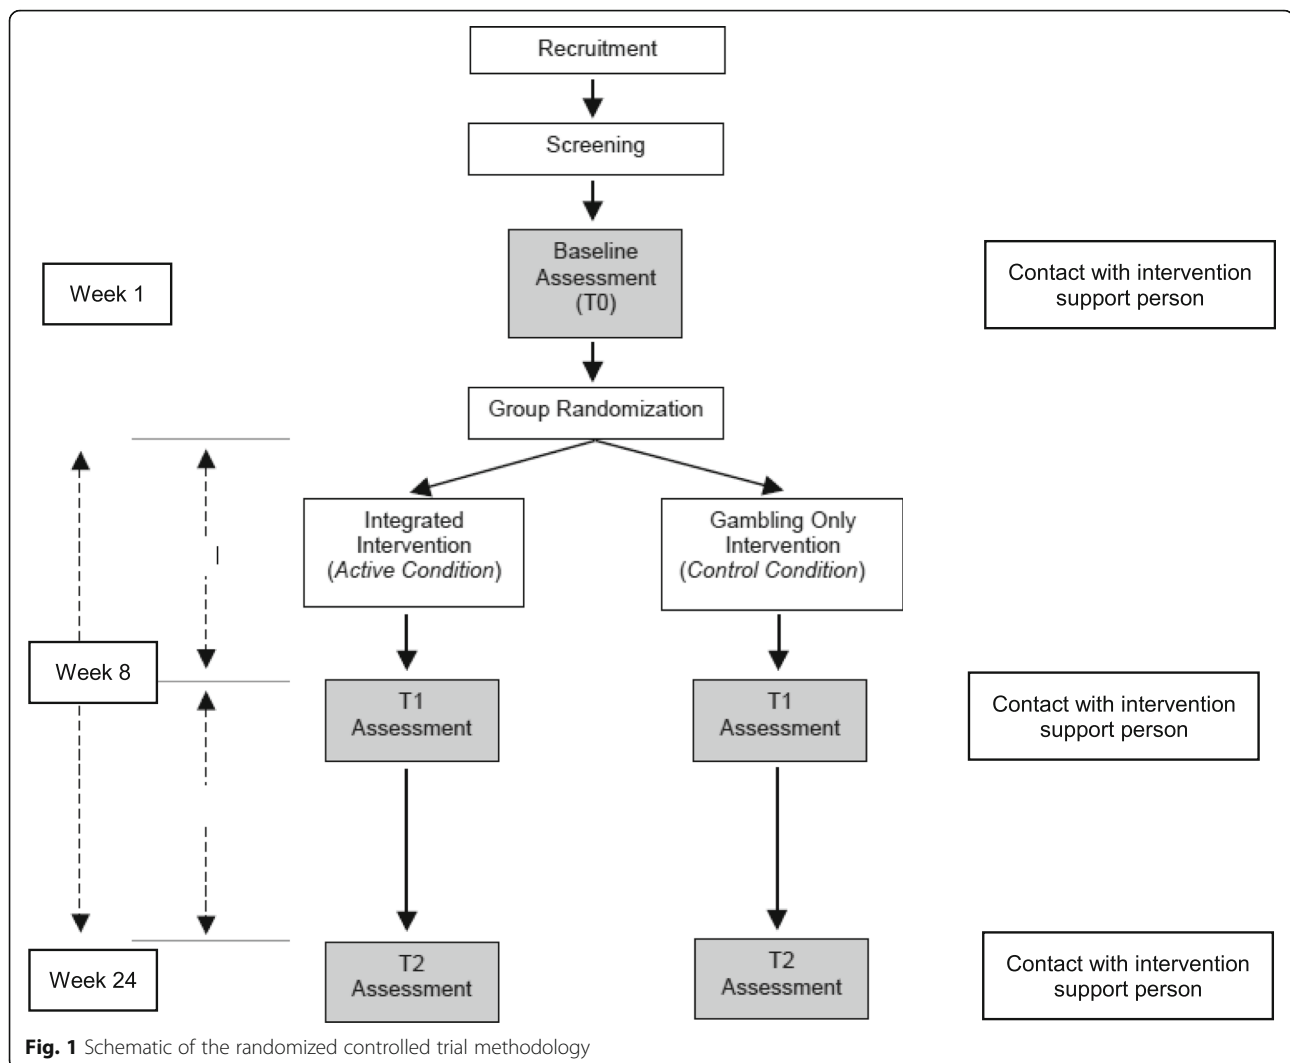 Recruitment
Screening
Baseline
Assessment
(T0)
Week 1
Contact with intervention
support person
Group Randomization
Integrated
Intervention
(Active Condition)
Gambling Only
Intervention
(Control Condition)
Week 8
T1
Assessment
T1
Assessment
Contact with intervention
support person
Week 24
T2
Assessment
T2
Assessment
Contact with intervention
support person
Fig. 1 Schematic of the randomized controlled trial methodology